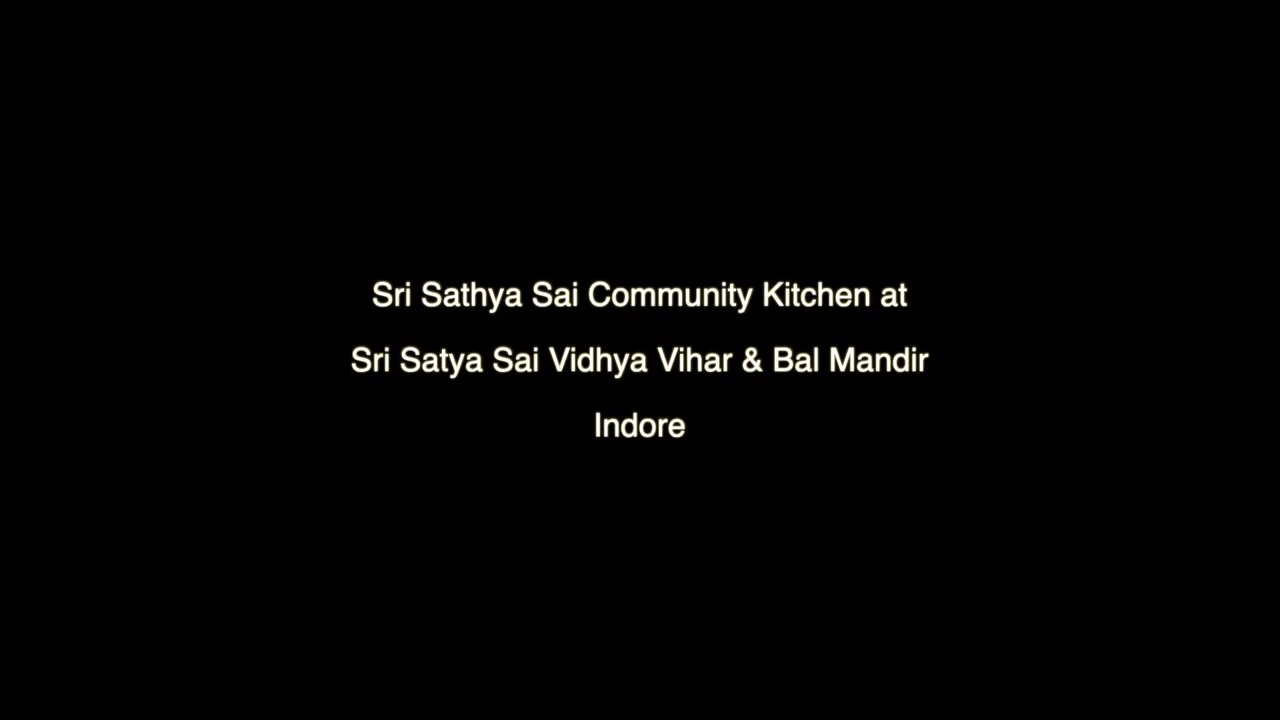 Sri Sathya Sai Community Kitchen at
Sri Satya Sai Vidhya Vihar & Bal Mandir
Indore